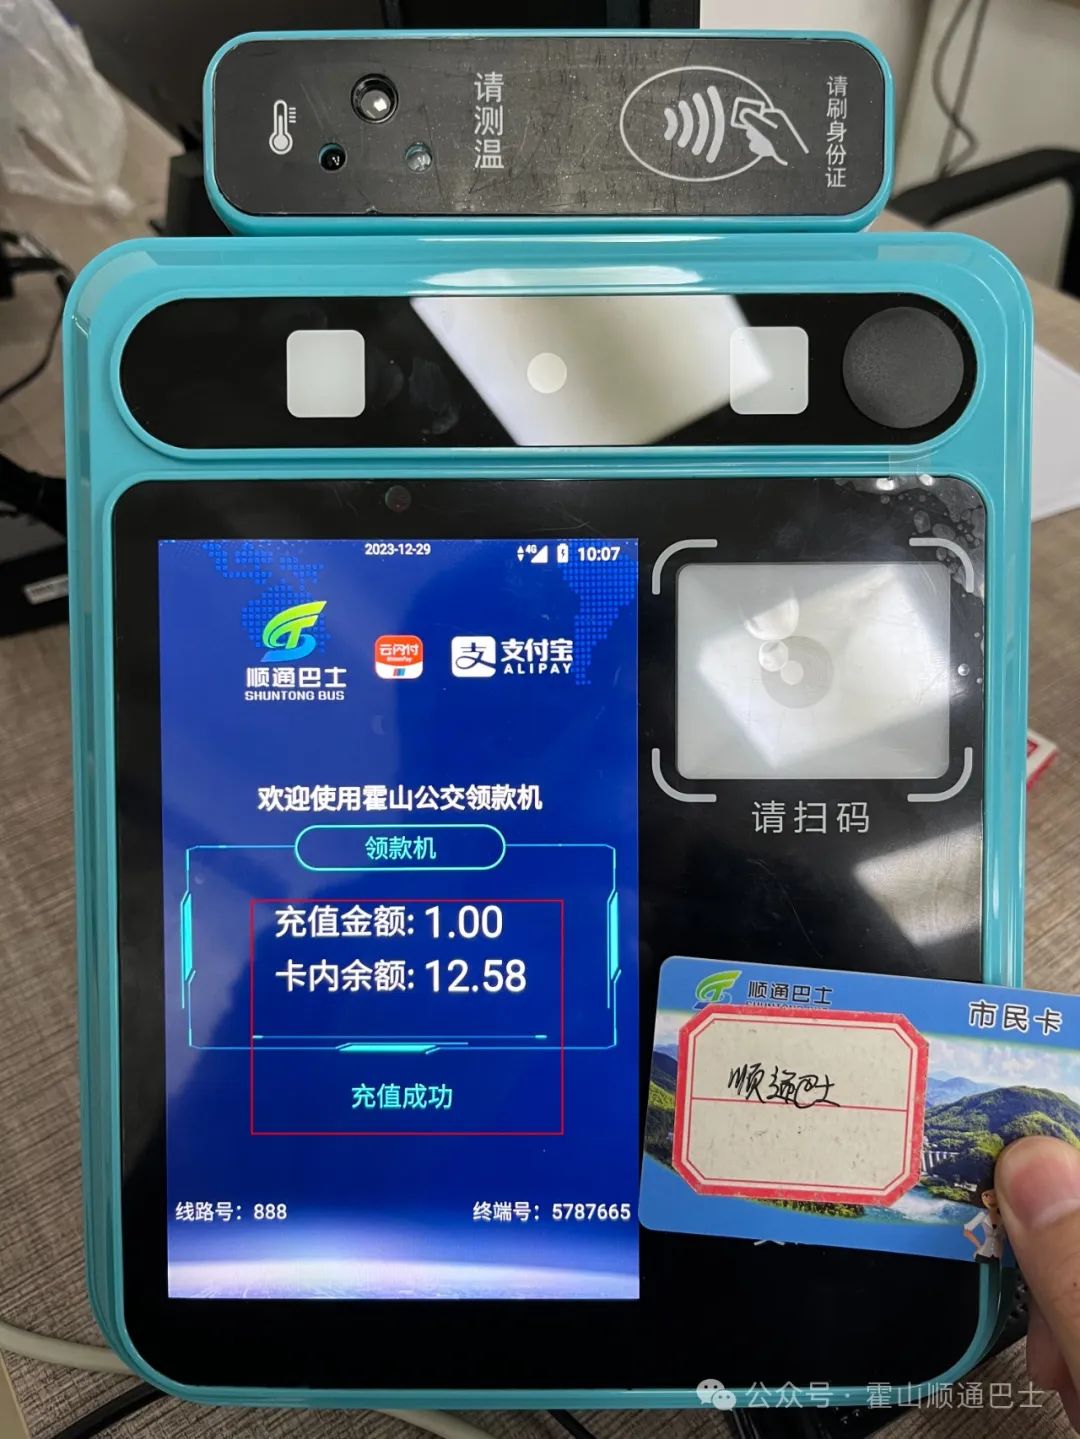 请测温
请刷身份证
2023-12-29
4G
10:07
顺通巴士
SHUNTONG BUS
云闪付
支付宝
ALIPAY
欢迎使用霍山公交领款机
领款机
充值金额: 1.00
卡内余额: 12.58
充值成功
线路号: 888
终端号: 5787665
请扫码
顺通巴士
市民卡
顺通巴士
公众号 · 霍山顺通巴士